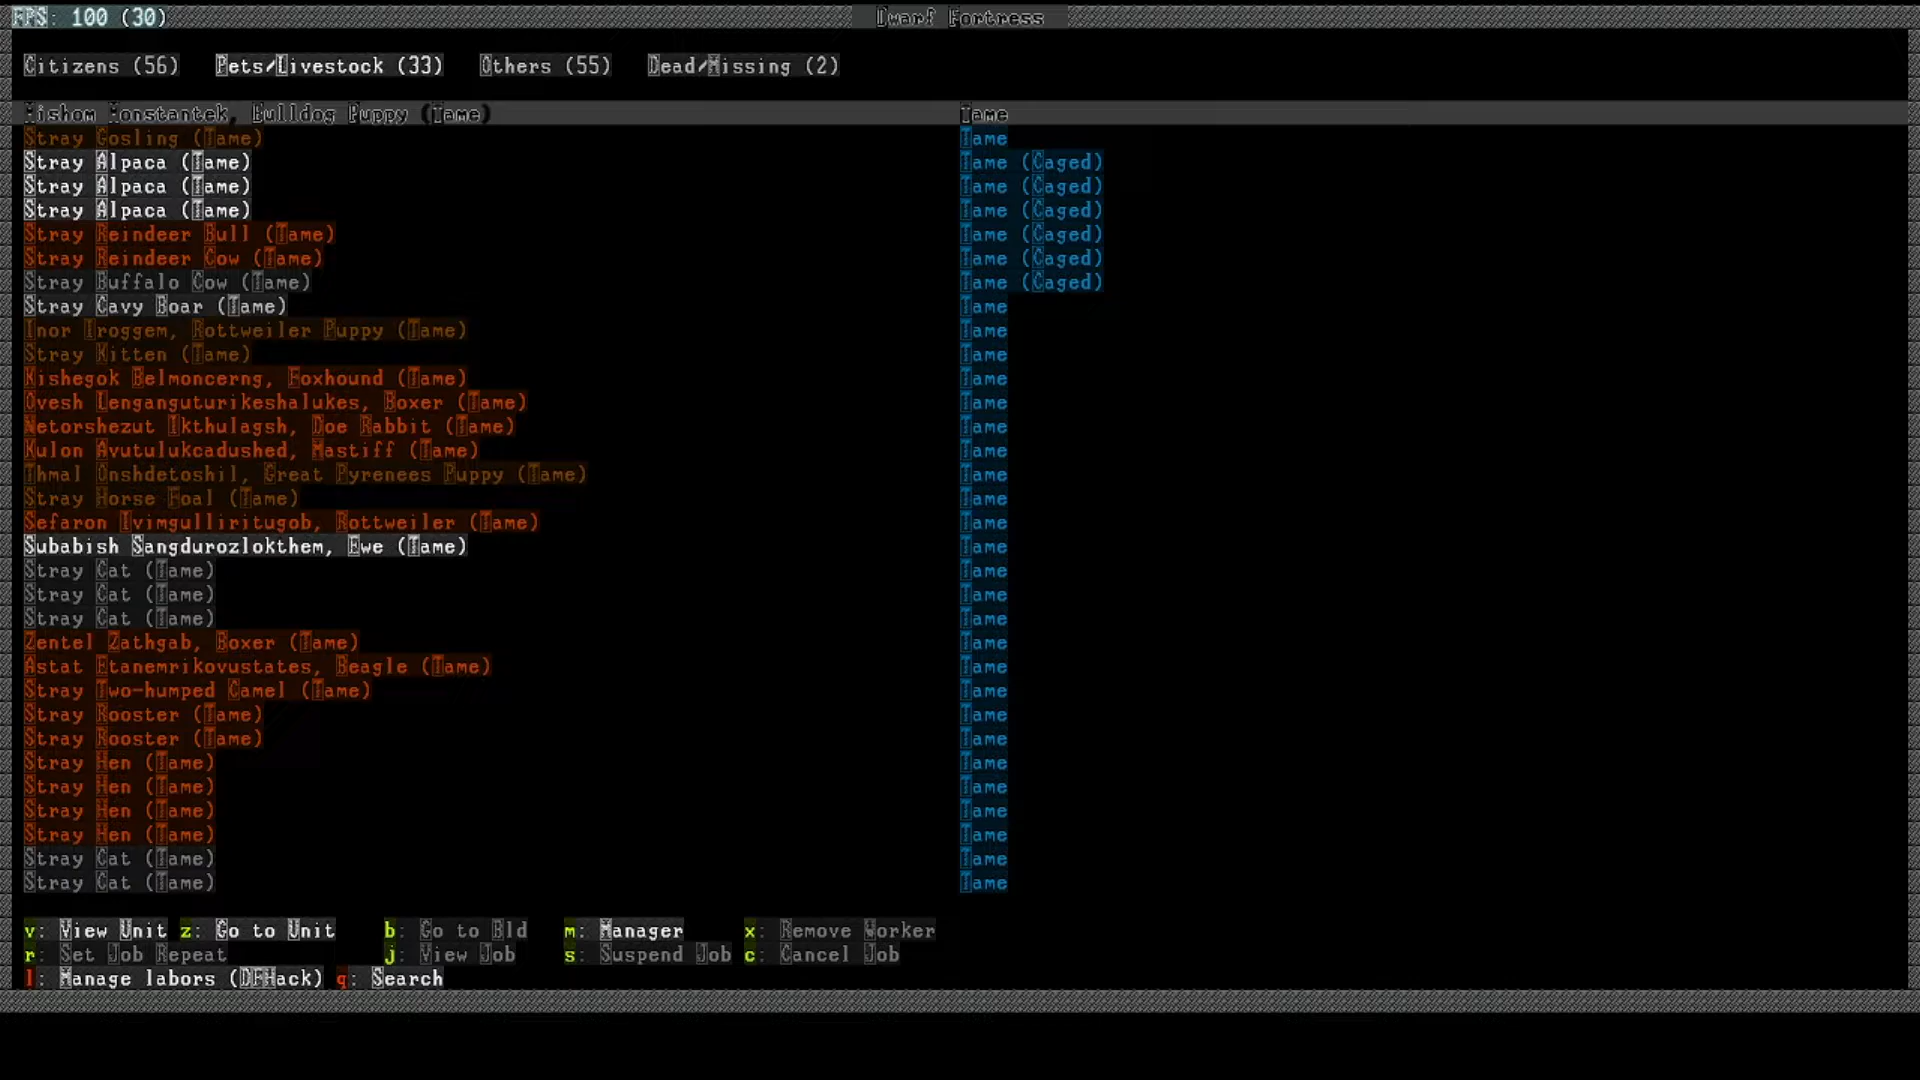 FPS: 100 (30) Dwarf Fortress
Citizens (56) Pets/Livestock (33) Others (55) Dead/Missing (2)
Monstantek, Bulldog Puppy (Tame) Tame
Stray Gosling (Tame) Tame
Stray Alpaca (Tame) Tame (Caged)
Stray Alpaca (Tame) Tame (Caged)
Stray Alpaca (Tame) Tame (Caged)
Stray Reindeer Bull (Tame) Tame (Caged)
Stray Reindeer Cow (Tame) Tame (Caged)
Stray Buffalo Cow (Tame) Tame (Caged)
Stray Cavy Boar (Tame) Tame
Inor Iroggem, Rottweiler Puppy (Tame) Tame
Stray Kitten (Tame) Tame
Kishegok Belmoncerng, Foxhound (Tame) Tame
Ovesh Lenganguturikeshalukes, Boxer (Tame) Tame
Netorshezut Ikthulagsh, Doe Rabbit (Tame) Tame
Kulon Avutulukcadushed, Mastiff (Tame) Tame
Thmal Onshdetoshil, Great Pyrenees Puppy (Tame) Tame
Stray Horse Foal (Tame) Tame
Sefaron Ivimgulliritugob, Rottweiler (Tame) Tame
Subabish Sangdurozlokthem, Ewe (Tame) Tame
Stray Cat (Tame) Tame
Stray Cat (Tame) Tame
Stray Cat (Tame) Tame
Zentel Zathgab, Boxer (Tame) Tame
Astat Etanemrikovustates, Beagle (Tame) Tame
Stray Two-humped Camel (Tame) Tame
Stray Rooster (Tame) Tame
Stray Rooster (Tame) Tame
Stray Hen (Tame) Tame
Stray Hen (Tame) Tame
Stray Hen (Tame) Tame
Stray Hen (Tame) Tame
Stray Cat (Tame) Tame
Stray Cat (Tame) Tame
v: View Unit z: Go to Unit b: Go to Bld m: Manager x: Remove Worker
r: Set Job Repeat j: View Job s: Suspend Job c: Cancel Job
l: Manage labors (DFHack) q: Search